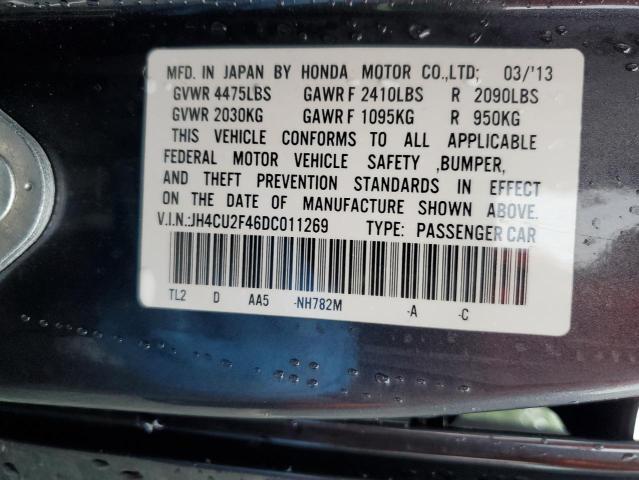 MFD. IN JAPAN BY HONDA MOTOR CO.,LTD; 03/'13
GVWR 4475LBS GAWR F 2410LBS R 2090LBS
GVWR 2030KG GAWR F 1095KG R 950KG
THIS VEHICLE CONFORMS TO ALL APPLICABLE
FEDERAL MOTOR VEHICLE SAFETY ,BUMPER,
AND THEFT PREVENTION STANDARDS IN EFFECT
ON THE DATE OF MANUFACTURE SHOWN ABOVE.
V.I.N.:JH4CU2F46DC011269 TYPE: PASSENGER CAR
TL2 D AA5 -NH782M -A -C